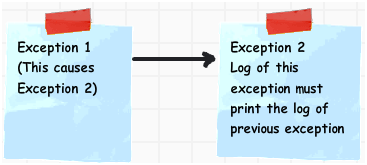 Exception 1
(This causes
Exception 2)
Exception 2
Log of this
exception must
print the log of
previous exception